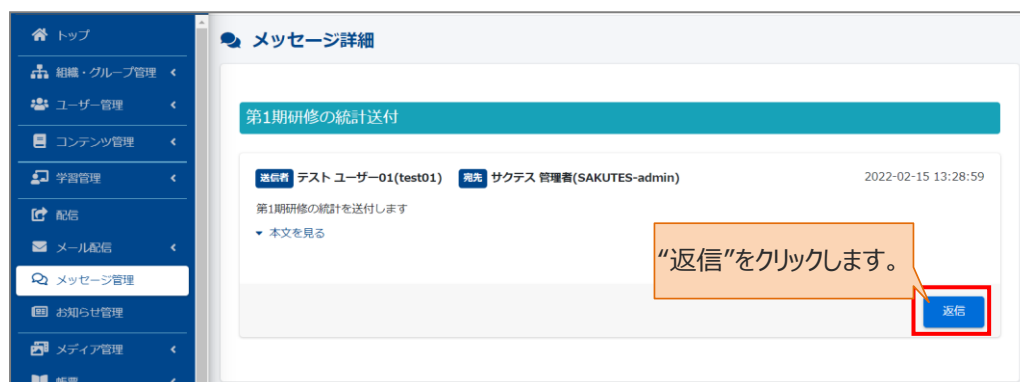 トップ
組織・グループ管理
ユーザー管理
コンテンツ管理
学習管理
配信
メール配信
メッセージ管理
お知らせ管理
メディア管理
メッセージ詳細
第1期研修の統計送付
送信者 テスト ユーザー01(test01) 宛先 サクテス 管理者(SAKUTES-admin) 2022-02-15 13:28:59
第1期研修の統計を送付します
本文を見る
“返信”をクリックします。
返信